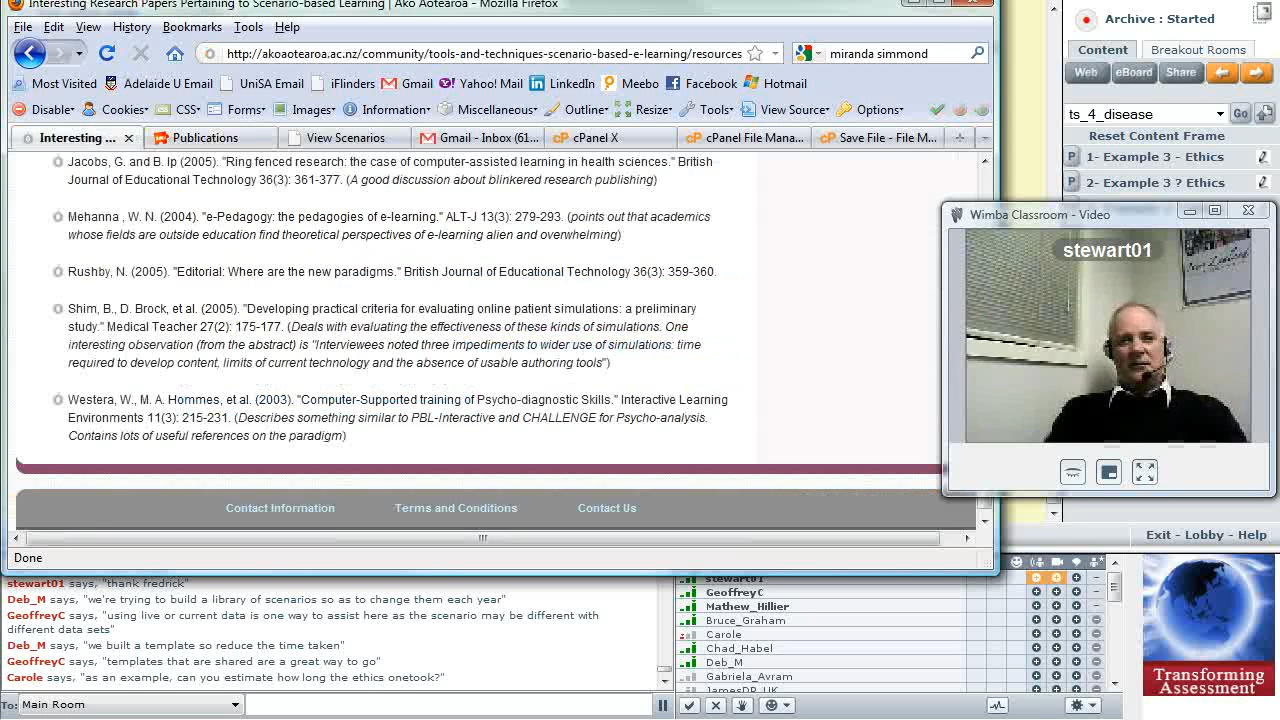 Interesting Research Papers Pertaining to Scenario-based Learning | Ako Aotearoa - Mozilla Firefox
File Edit View History Bookmarks Tools Help
http://akoaotearoa.ac.nz/community/tools-and-techniques-scenario-based-e-learning/resources
miranda simmond
Most Visited Adelaide U Email UniSA Email iFlinders Gmail Yahoo! Mail LinkedIn Meebo Facebook Hotmail
Disable Cookies CSS Forms Images Information Miscellaneous Outline Resize Tools View Source Options
Interesting ... Publications View Scenarios Gmail - Inbox (61... cPanel X cPanel File Mana... Save File - File M...
Jacobs, G. and B. Ip (2005). "Ring fenced research: the case of computer-assisted learning in health sciences." British
Journal of Educational Technology 36(3): 361-377. (A good discussion about blinkered research publishing)
Mehanna , W. N. (2004). "e-Pedagogy: the pedagogies of e-learning." ALT-J 13(3): 279-293. (points out that academics
whose fields are outside education find theoretical perspectives of e-learning alien and overwhelming)
Rushby, N. (2005). "Editorial: Where are the new paradigms." British Journal of Educational Technology 36(3): 359-360.
Shim, B., D. Brock, et al. (2005). "Developing practical criteria for evaluating online patient simulations: a preliminary
study." Medical Teacher 27(2): 175-177. (Deals with evaluating the effectiveness of these kinds of simulations. One
interesting observation (from the abstract) is "Interviewees noted three impediments to wider use of simulations: time
required to develop content, limits of current technology and the absence of usable authoring tools")
Westera, W., M. A. Hommes, et al. (2003). "Computer-Supported training of Psycho-diagnostic Skills." Interactive Learning
Environments 11(3): 215-231. (Describes something similar to PBL-Interactive and CHALLENGE for Psycho-analysis.
Contains lots of useful references on the paradigm)
Contact Information Terms and Conditions Contact Us
Done
Archive : Started
Content Breakout Rooms
Web eBoard Share
ts_4_disease Go
Reset Content Frame
P 1- Example 3 - Ethics
P 2- Example 3 ? Ethics
Wimba Classroom - Video
stewart01
Exit - Lobby - Help
stewart01 says, "thank fredrick"
Deb_M says, "we're trying to build a library of scenarios so as to change them each year"
GeoffreyC says, "using live or current data is one way to assist here as the scenario may be different with
different data sets"
Deb_M says, "we built a template so reduce the time taken"
GeoffreyC says, "templates that are shared are a great way to go"
Carole says, "as an example, can you estimate how long the ethics one took?"
To: Main Room
stewart01
GeoffreyC
Mathew_Hillier
Bruce_Graham
Carole
Chad_Habel
Deb_M
Gabriela_Avram
JamesDR_UK
Transforming
Assessment